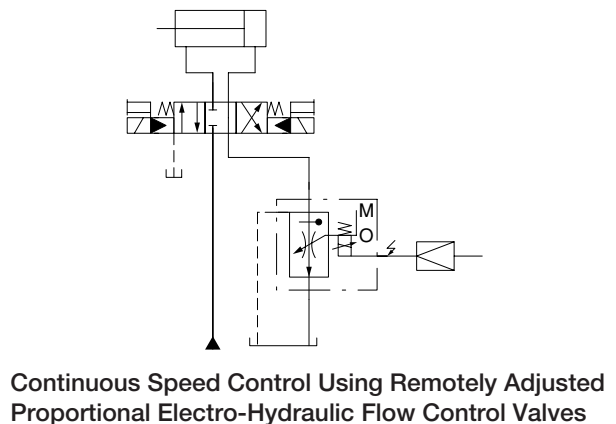 M
O
Continuous Speed Control Using Remotely Adjusted
Proportional Electro-Hydraulic Flow Control Valves